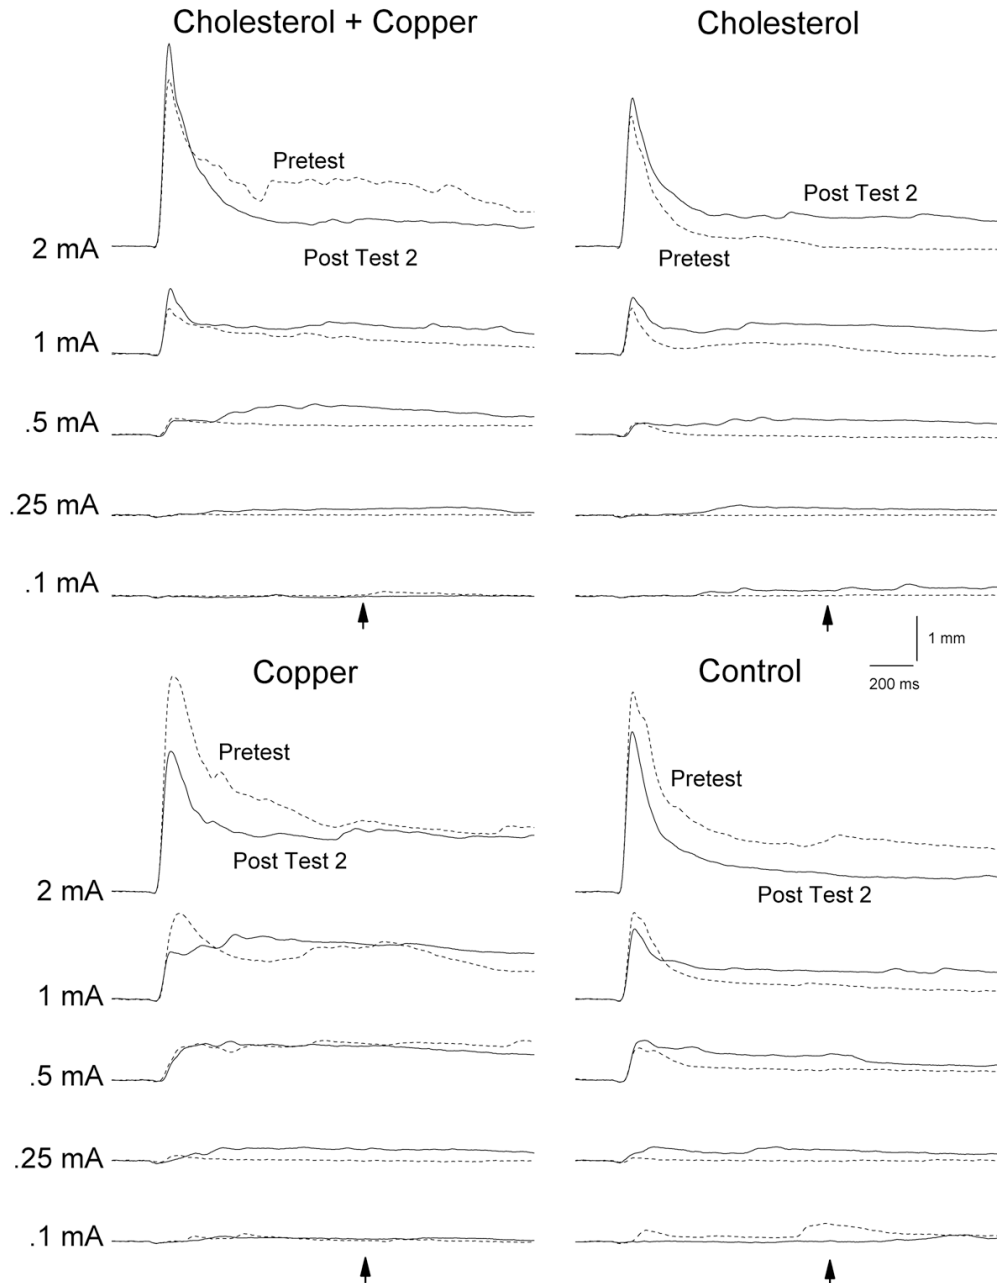 Cholesterol + Copper
Cholesterol
Pretest
Post Test 2
2 mA
Post Test 2
Pretest
1 mA
.5 mA
.25 mA
.1 mA
1 mm
200 ms
Copper
Control
Pretest
Pretest
Post Test 2
2 mA
Post Test 2
1 mA
.5 mA
.25 mA
.1 mA